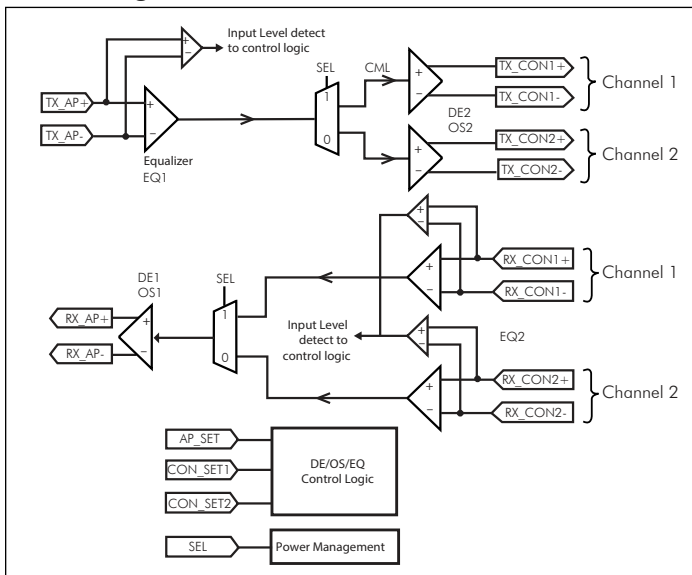 Input Level detect
to control logic
SEL
CML
TX_AP+
TX_AP-
+
−
+
−
1
0
+
−
+
−
Equalizer
EQ1
DE2
OS2
TX_CON1+
TX_CON1-
Channel 1
TX_CON2+
TX_CON2-
Channel 2
DE1
OS1
SEL
RX_AP+
RX_AP-
+
−
1
0
Input Level
detect to
control logic
+
−
+
−
+
−
+
−
EQ2
RX_CON1+
RX_CON1-
Channel 1
RX_CON2+
RX_CON2-
Channel 2
AP_SET
CON_SET1
CON_SET2
DE/OS/EQ
Control Logic
SEL
Power Management